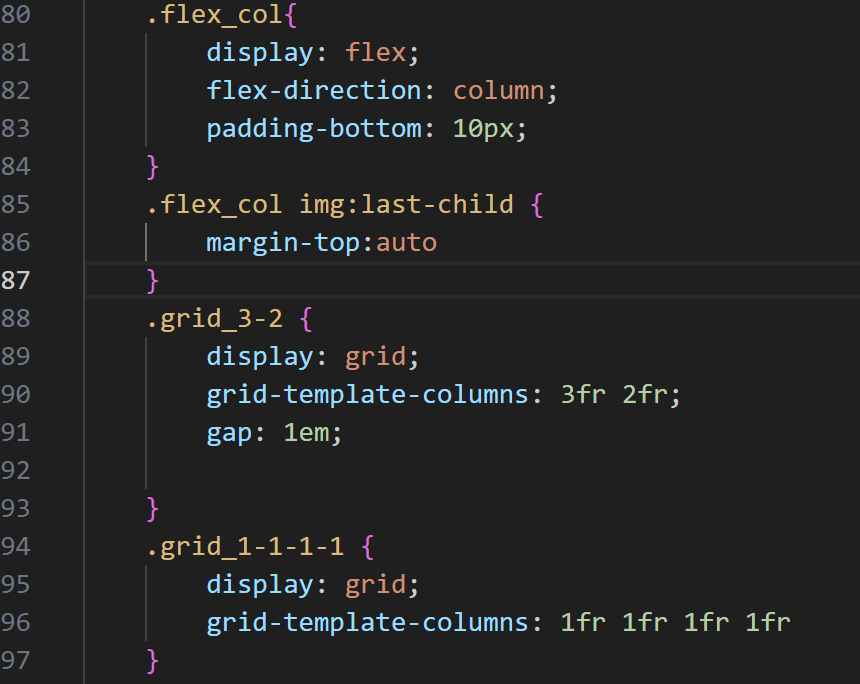 80 .flex_col{
81 display: flex;
82 flex-direction: column;
83 padding-bottom: 10px;
84 }
85 .flex_col img:last-child {
86 margin-top:auto
87 }
88 .grid_3-2 {
89 display: grid;
90 grid-template-columns: 3fr 2fr;
91 gap: 1em;
92
93 }
94 .grid_1-1-1-1 {
95 display: grid;
96 grid-template-columns: 1fr 1fr 1fr 1fr
97 }